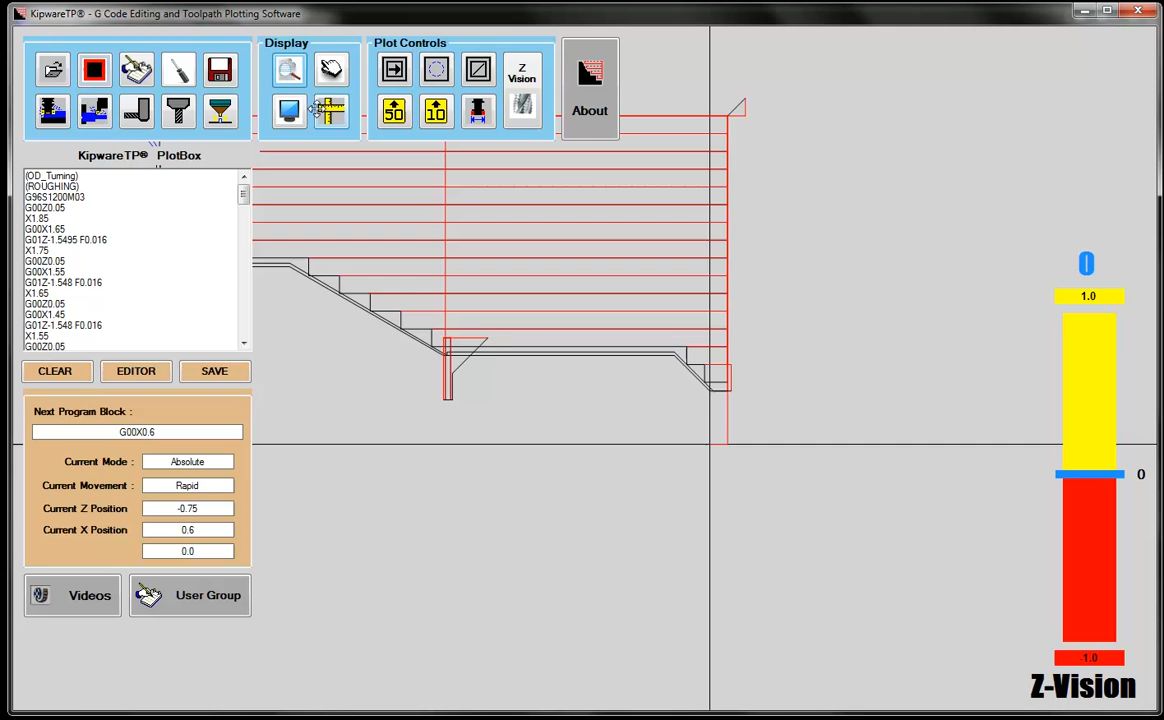 KipwareTP® - G Code Editing and Toolpath Plotting Software
Display
Plot Controls
Z
Vision
50
10
About
KipwareTP® PlotBox
(OD_Turning)
(ROUGHING)
G96S1200M03
G00Z0.05
X1.85
G00X1.65
G01Z-1.5495 F0.016
X1.75
G00Z0.05
G00X1.55
G01Z-1.548 F0.016
X1.65
G00Z0.05
G00X1.45
G01Z-1.548 F0.016
X1.55
G00Z0.05
CLEAR
EDITOR
SAVE
Next Program Block :
G00X0.6
Current Mode :
Absolute
Current Movement :
Rapid
Current Z Position
-0.75
Current X Position
0.6
0.0
Videos
User Group
0
1.0
0
-1.0
Z-Vision